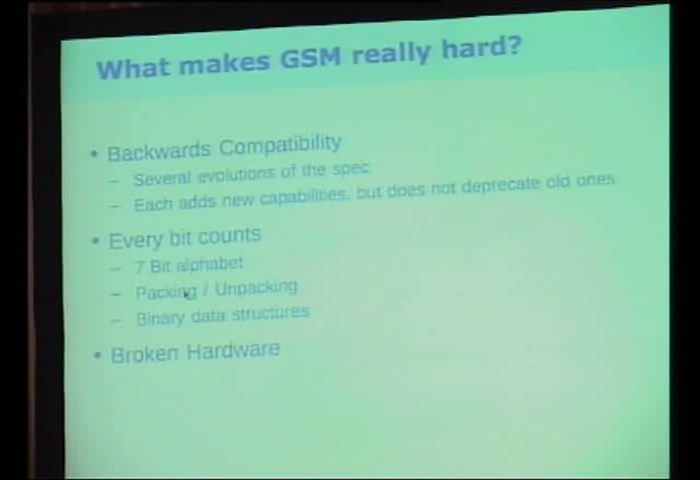 What makes GSM really hard?
• Backwards Compatibility
– Several evolutions of the spec
– Each adds new capabilities, but does not deprecate old ones
• Every bit counts
– 7 Bit alphabet
– Packing / Unpacking
– Binary data structures
• Broken Hardware